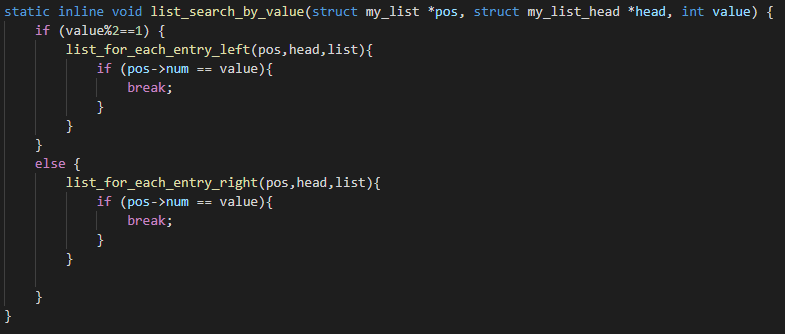 static inline void list_search_by_value(struct my_list *pos, struct my_list_head *head, int value) {
    if (value%2==1) {
        list_for_each_entry_left(pos,head,list){
            if (pos->num == value){
                break;
            }
        }
    }
    else {
        list_for_each_entry_right(pos,head,list){
            if (pos->num == value){
                break;
            }
        }

    }
}